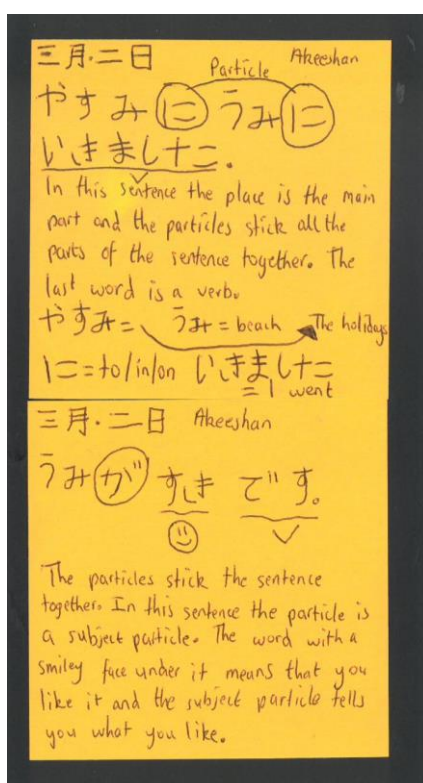 三月・二日 Akeeshan
Particle
やすみに うみに
いきました.
In this sentence the place is the main
part and the particles stick all the
parts of the sentence together. The
last word is a verb.
やすみ= うみ= beach The holidays
に=to/in/on いきました
= I went
三月・二日 Akeeshan
うみが すき です。
The particles stick the sentence
together. In this sentence the particle is
a subject particle. The word with a
smiley face under it means that you
like it and the subject particle tells
you what you like.